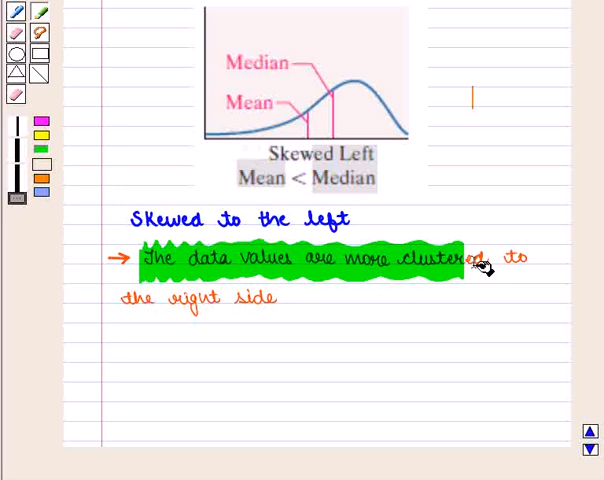 Median
Mean
Skewed Left
Mean < Median
Skewed to the left
→ The data values are more clustered to
the right side